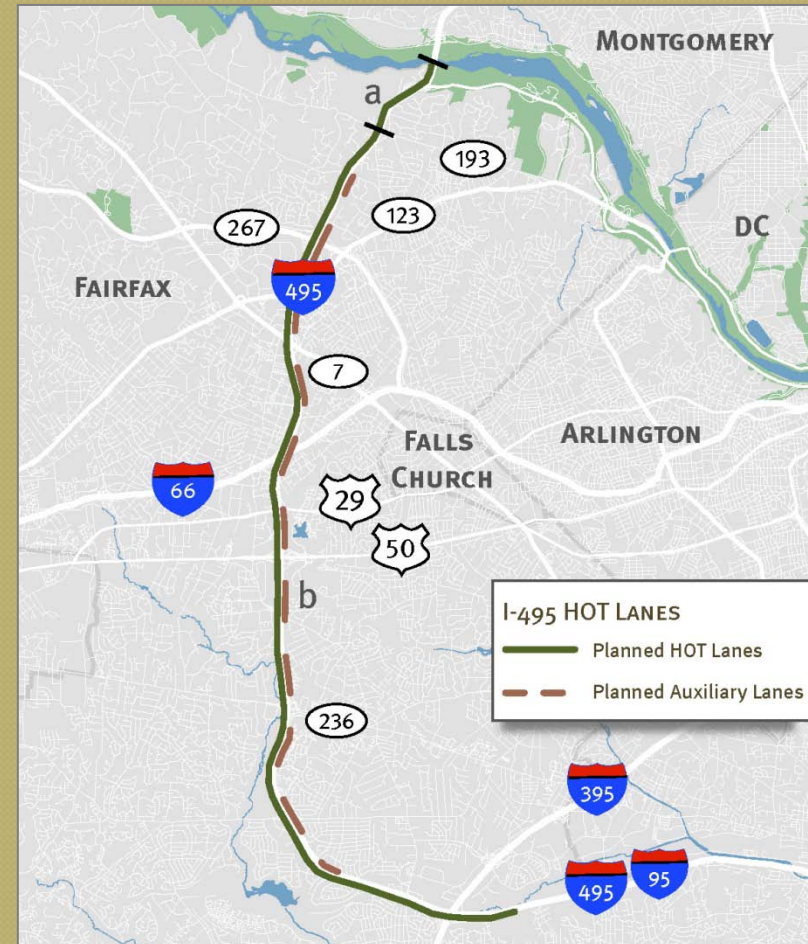 MONTGOMERY
a
193
267
123
DC
FAIRFAX
495
7
FALLS
CHURCH
ARLINGTON
66
29
50
b
I-495 HOT LANES
Planned HOT Lanes
Planned Auxiliary Lanes
236
395
495
95